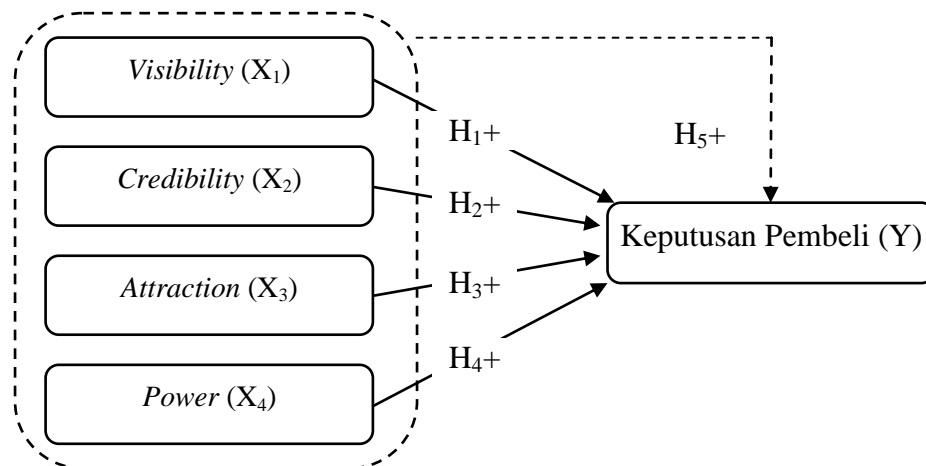 Visibility (X₁)
H₁+
H₅+
Credibility (X₂)
H₂+
Keputusan Pembeli (Y)
Attraction (X₃)
H₃+
H₄+
Power (X₄)